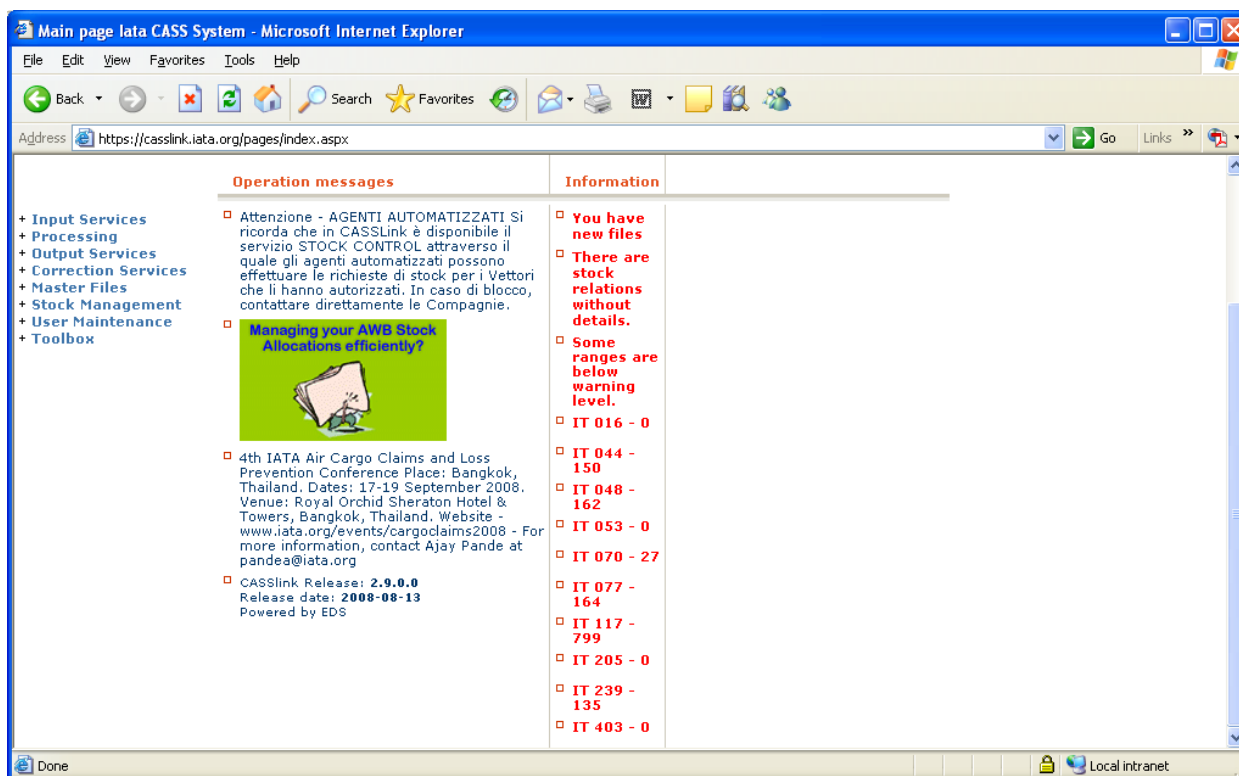 Main page Iata CASS System - Microsoft Internet Explorer
File Edit View Favorites Tools Help
Back Search Favorites
Address https://casslink.iata.org/pages/index.aspx Go Links »
Operation messages
Information
+ Input Services
+ Processing
+ Output Services
+ Correction Services
+ Master Files
+ Stock Management
+ User Maintenance
+ Toolbox
Attenzione - AGENTI AUTOMATIZZATI Si
ricorda che in CASSLink è disponibile il
servizio STOCK CONTROL attraverso il
quale gli agenti automatizzati possono
effettuare le richieste di stock per i Vettori
che li hanno autorizzati. In caso di blocco,
contattare direttamente le Compagnie.
Managing your AWB Stock
Allocations efficiently?
4th IATA Air Cargo Claims and Loss
Prevention Conference Place: Bangkok,
Thailand. Dates: 17-19 September 2008.
Venue: Royal Orchid Sheraton Hotel &
Towers, Bangkok, Thailand. Website -
www.iata.org/events/cargoclaims2008 - For
more information, contact Ajay Pande at
pandea@iata.org
CASSlink Release: 2.9.0.0
Release date: 2008-08-13
Powered by EDS
You have
new files
There are
stock
relations
without
details.
Some
ranges are
below
warning
level.
IT 016 - 0
IT 044 -
150
IT 048 -
162
IT 053 - 0
IT 070 - 27
IT 077 -
164
IT 117 -
799
IT 205 - 0
IT 239 -
135
IT 403 - 0
Done
Local intranet